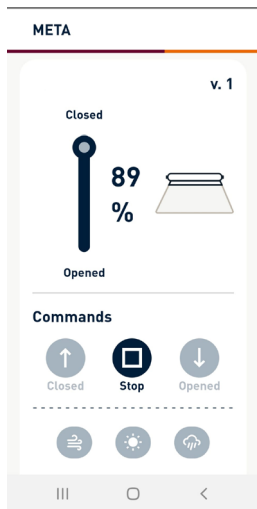 META
v. 1
Closed
89
%
Opened
Commands
Closed
Stop
Opened